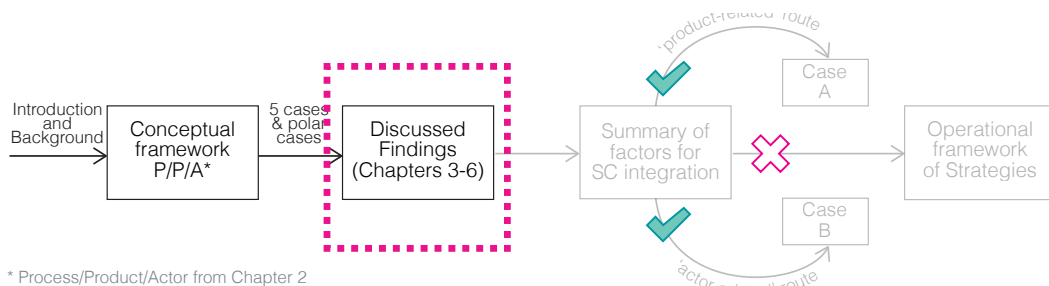 'product-related' route
Introduction
and
Background
Conceptual
framework
P/P/A*
5 cases
& polar
cases
Discussed
Findings
(Chapters 3-6)
Summary of
factors for
SC integration
Case
A
Case
B
Operational
framework
of Strategies
route
* Process/Product/Actor from Chapter 2